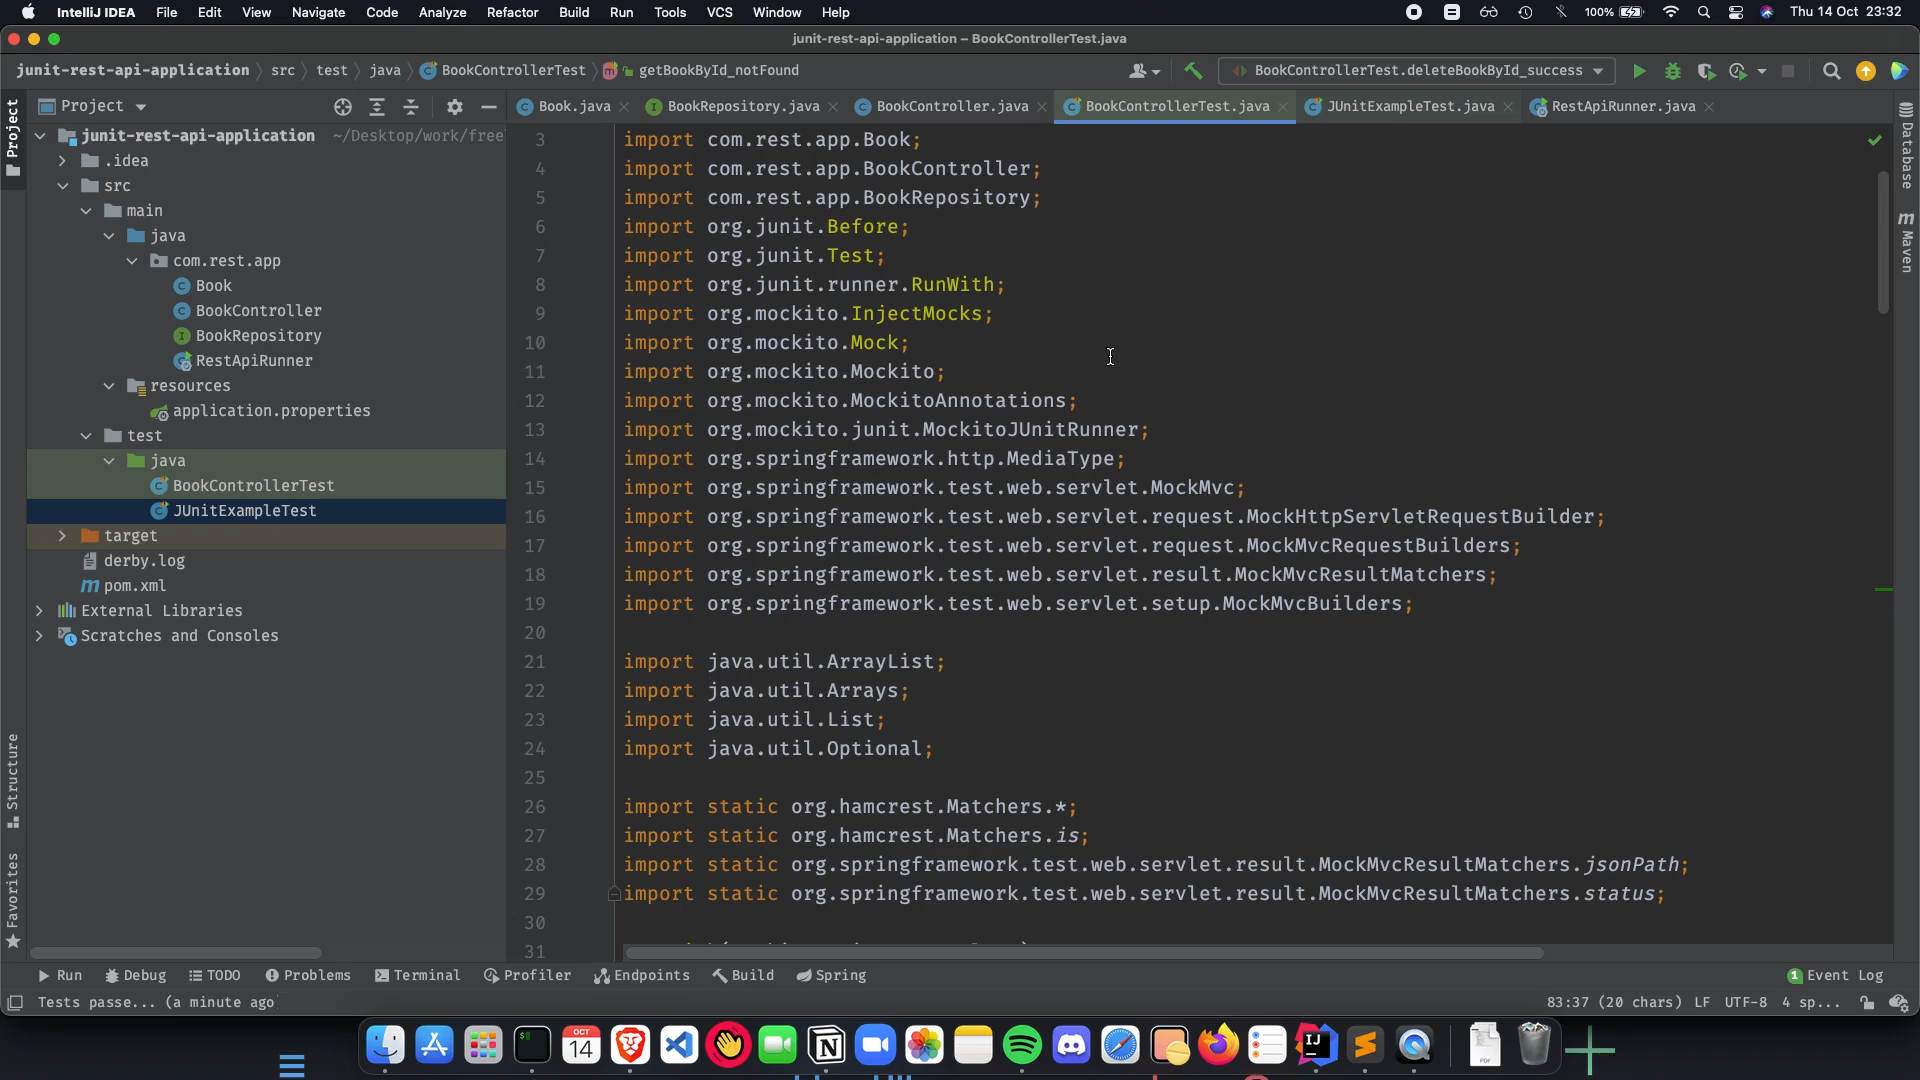 IntelliJ IDEA File Edit View Navigate Code Analyze Refactor Build Run Tools VCS Window Help 100% Thu 14 Oct 23:32
junit-rest-api-application – BookControllerTest.java
junit-rest-api-application src test java BookControllerTest getBookById_notFound BookControllerTest.deleteBookById_success
Project Book.java BookRepository.java BookController.java BookControllerTest.java JUnitExampleTest.java RestApiRunner.java
Project
Structure
Favorites
junit-rest-api-application ~/Desktop/work/free
.idea
src
main
java
com.rest.app
Book
BookController
BookRepository
RestApiRunner
resources
application.properties
test
java
BookControllerTest
JUnitExampleTest
target
derby.log
pom.xml
External Libraries
Scratches and Consoles
3 import com.rest.app.Book;
4 import com.rest.app.BookController;
5 import com.rest.app.BookRepository;
6 import org.junit.Before;
7 import org.junit.Test;
8 import org.junit.runner.RunWith;
9 import org.mockito.InjectMocks;
10 import org.mockito.Mock;
11 import org.mockito.Mockito;
12 import org.mockito.MockitoAnnotations;
13 import org.mockito.junit.MockitoJUnitRunner;
14 import org.springframework.http.MediaType;
15 import org.springframework.test.web.servlet.MockMvc;
16 import org.springframework.test.web.servlet.request.MockHttpServletRequestBuilder;
17 import org.springframework.test.web.servlet.request.MockMvcRequestBuilders;
18 import org.springframework.test.web.servlet.result.MockMvcResultMatchers;
19 import org.springframework.test.web.servlet.setup.MockMvcBuilders;
20
21 import java.util.ArrayList;
22 import java.util.Arrays;
23 import java.util.List;
24 import java.util.Optional;
25
26 import static org.hamcrest.Matchers.*;
27 import static org.hamcrest.Matchers.is;
28 import static org.springframework.test.web.servlet.result.MockMvcResultMatchers.jsonPath;
29 import static org.springframework.test.web.servlet.result.MockMvcResultMatchers.status;
30
31
Database
m Maven
Run Debug TODO Problems Terminal Profiler Endpoints Build Spring 1 Event Log
Tests passe... (a minute ago 83:37 (20 chars) LF UTF-8 4 sp...
OCT
14
IJ
PDF